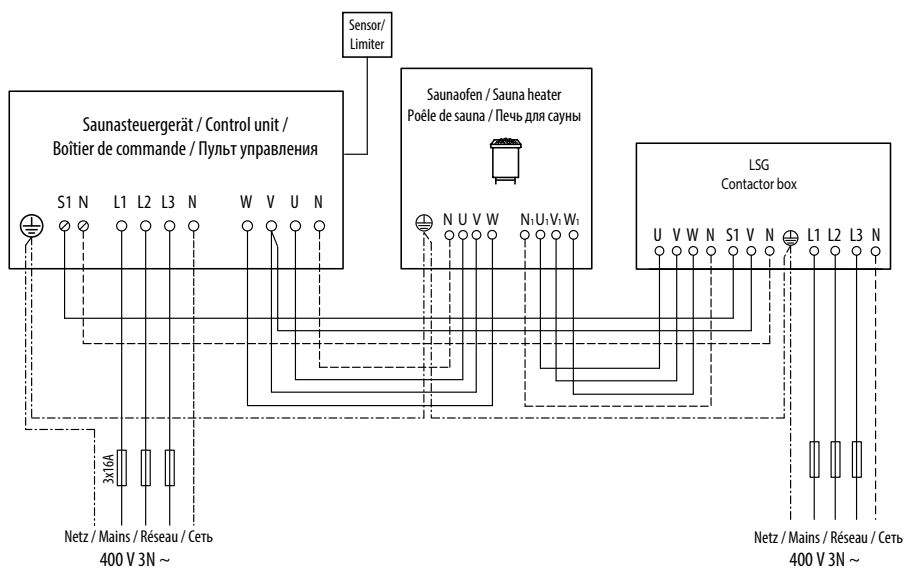 Sensor/
Limiter
Saunasteuergerät / Control unit /
Boîtier de commande / Пульт управления
S1 N L1 L2 L3 N W V U N
Saunaofen / Sauna heater
Poêle de sauna / Печь для сауны
N U V W N1 U1 V1 W1
LSG
Contactor box
U V W N S1 V N L1 L2 L3 N
3x16A
Netz / Mains / Réseau / Сеть
400 V 3N ~
Netz / Mains / Réseau / Сеть
400 V 3N ~